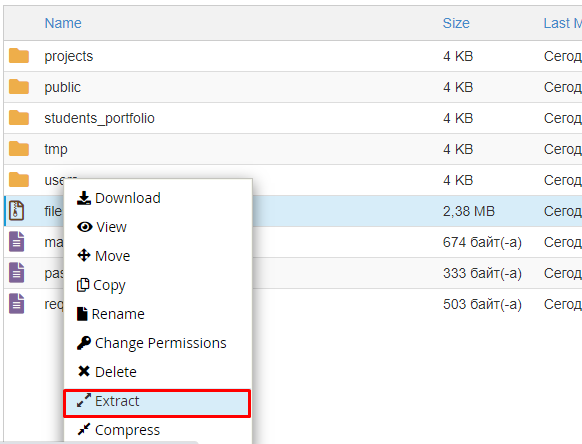 Name Size Last M
projects 4 KB Сегод
public 4 KB Сегод
students_portfolio 4 KB Сегод
tmp 4 KB Сегод
users 4 KB Сегод
file 2,38 MB Сегод
ma 674 байт(-а) Сегод
pas 333 байт(-а) Сегод
req 503 байт(-а) Сегод
Download
View
Move
Copy
Rename
Change Permissions
Delete
Extract
Compress